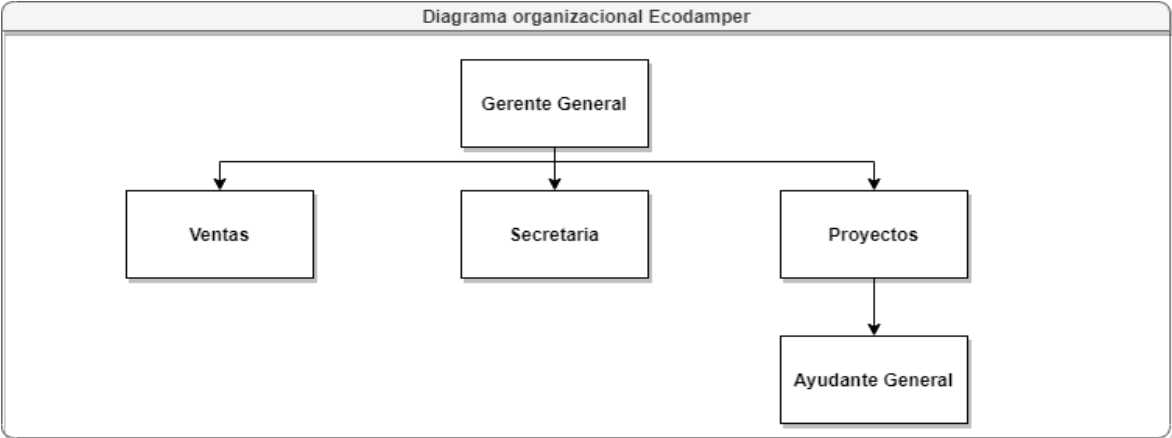 Diagrama organizacional Ecodamper
Gerente General
Ventas
Secretaria
Proyectos
Ayudante General